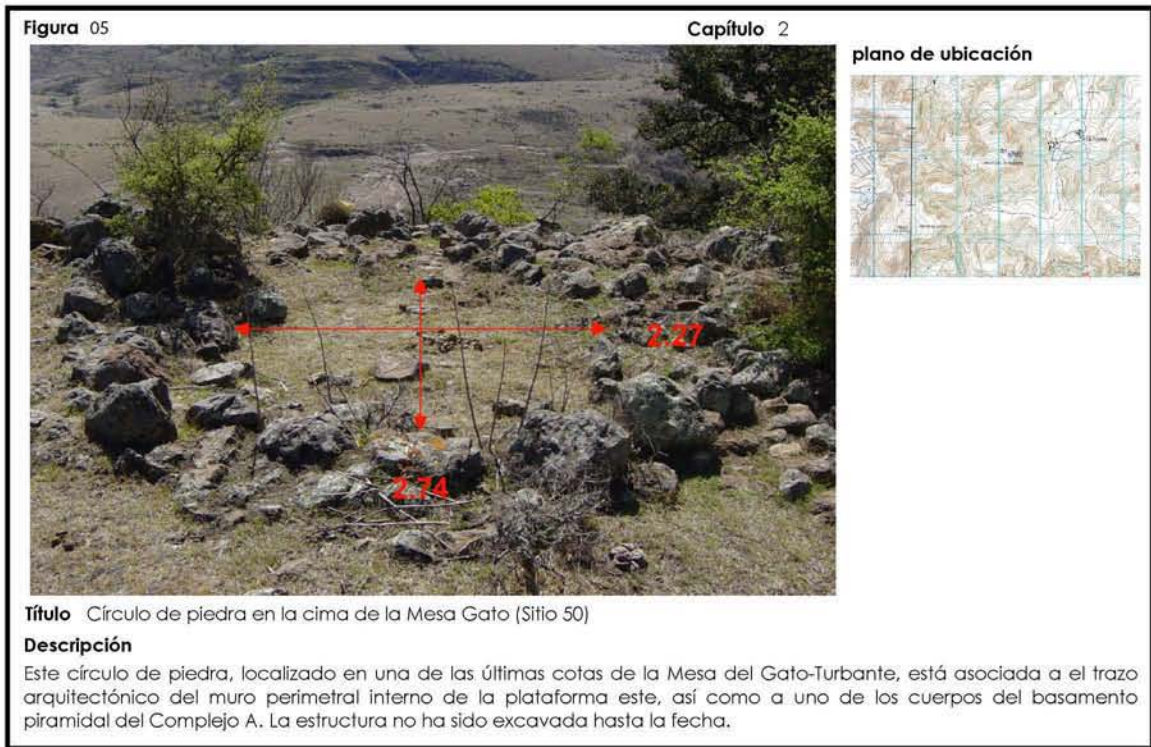 Figura 05
Capítulo 2
plano de ubicación
2.27
2.74
Título Círculo de piedra en la cima de la Mesa Gato (Sitio 50)
Descripción
Este círculo de piedra, localizado en una de las últimas cotas de la Mesa del Gato-Turbante, está asociada a el trazo
arquitectónico del muro perimetral interno de la plataforma este, así como a uno de los cuerpos del basamento
piramidal del Complejo A. La estructura no ha sido excavada hasta la fecha.